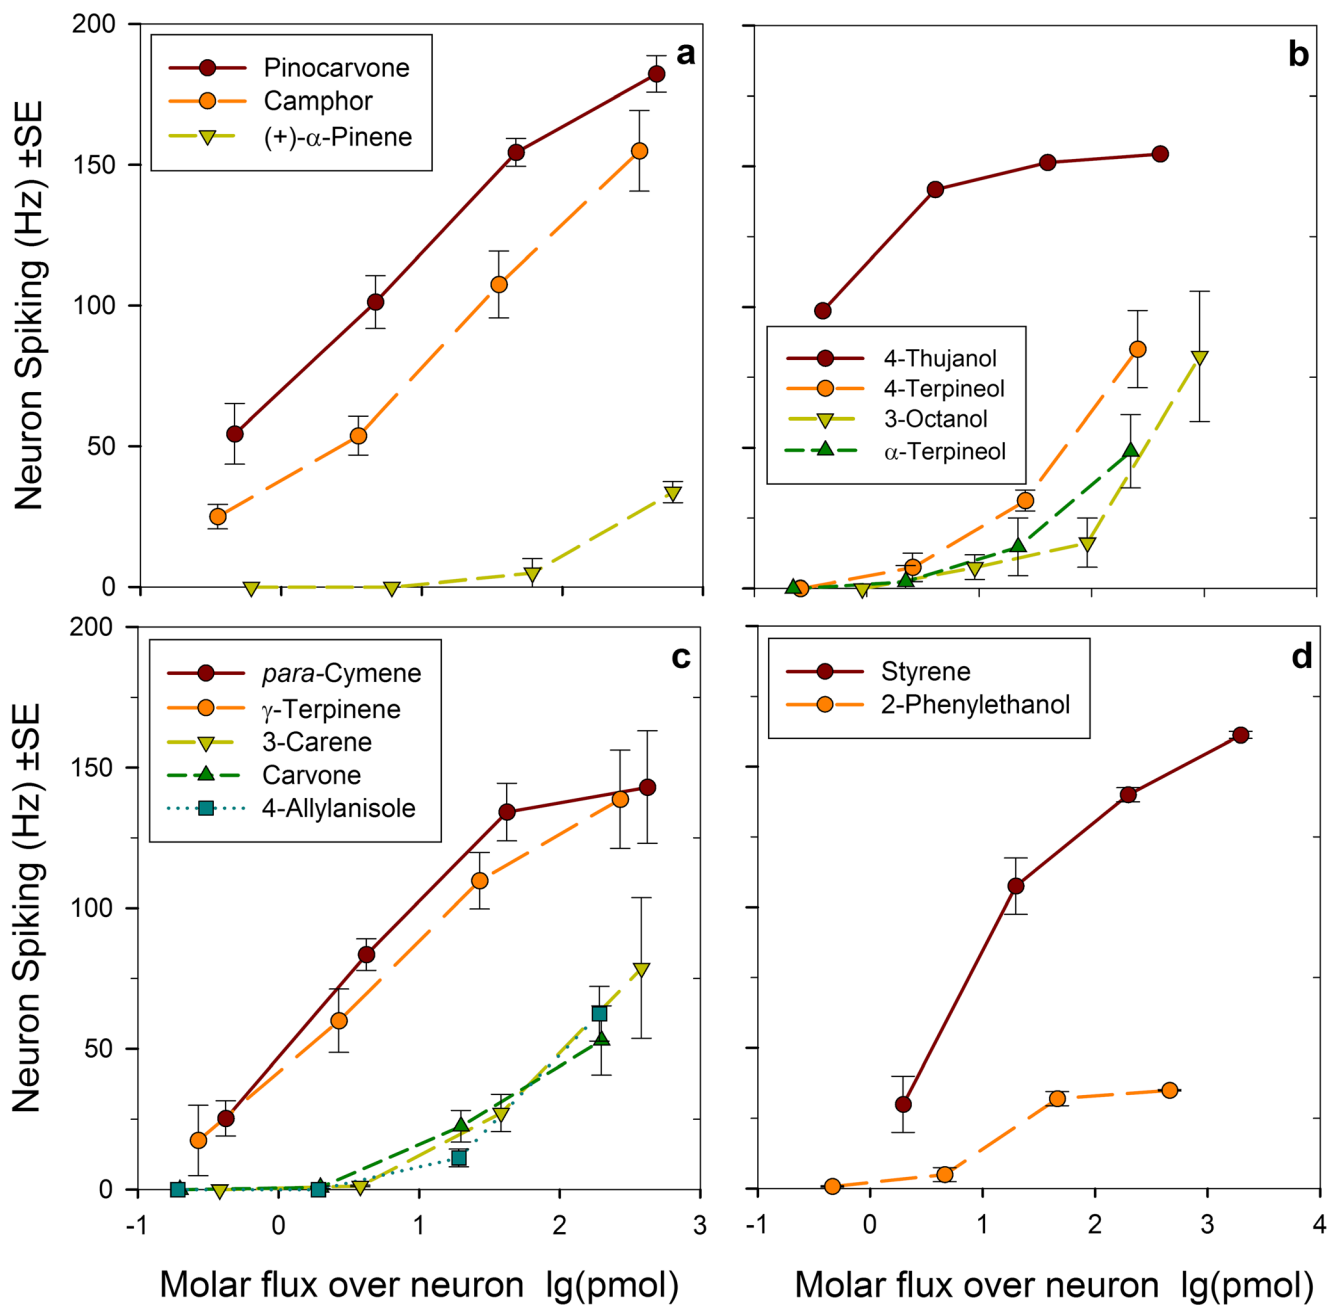 200
150
100
50
0
Neuron Spiking (Hz) ±SE
Pinocarvone
Camphor
(+)-α-Pinene
a
b
4-Thujanol
4-Terpineol
3-Octanol
α-Terpineol
200
150
100
50
0
Neuron Spiking (Hz) ±SE
para-Cymene
γ-Terpinene
3-Carene
Carvone
4-Allylanisole
c
-1 0 1 2 3
Molar flux over neuron lg(pmol)
Styrene
2-Phenylethanol
d
-1 0 1 2 3 4
Molar flux over neuron lg(pmol)